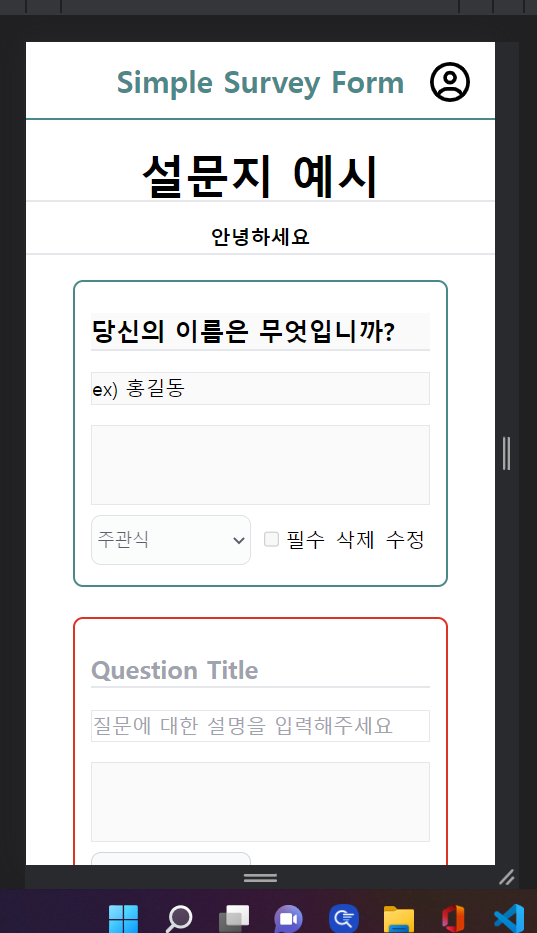 Simple Survey Form
설문지 예시
안녕하세요
당신의 이름은 무엇입니까?
ex) 홍길동
주관식
필수 삭제 수정
Question Title
질문에 대한 설명을 입력해주세요